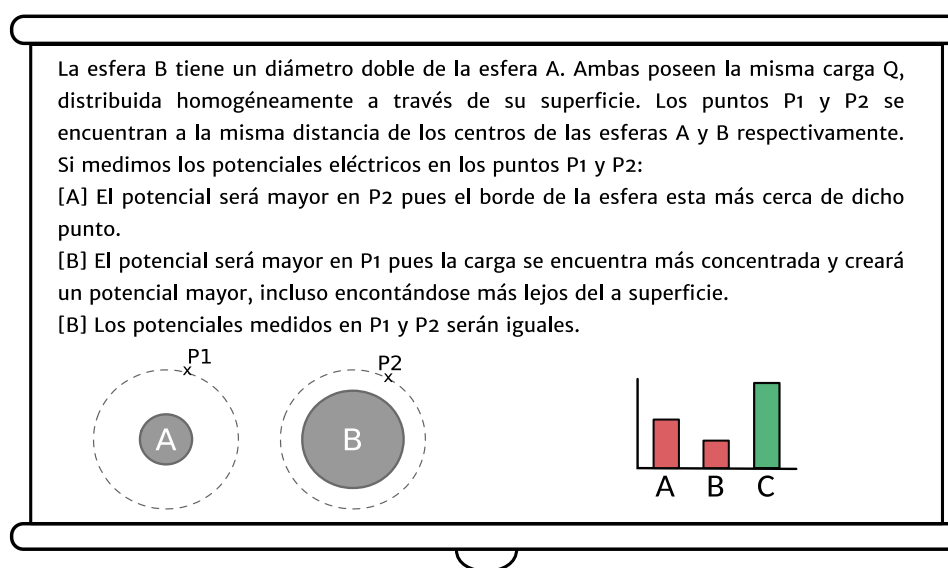 La esfera B tiene un diámetro doble de la esfera A. Ambas poseen la misma carga Q,
distribuida homogéneamente a través de su superficie. Los puntos P1 y P2 se
encuentran a la misma distancia de los centros de las esferas A y B respectivamente.
Si medimos los potenciales eléctricos en los puntos P1 y P2:
[A] El potencial será mayor en P2 pues el borde de la esfera esta más cerca de dicho
punto.
[B] El potencial será mayor en P1 pues la carga se encuentra más concentrada y creará
un potencial mayor, incluso encontándose más lejos del a superficie.
[B] Los potenciales medidos en P1 y P2 serán iguales.
P1
x
P2
x
A
B
A B C